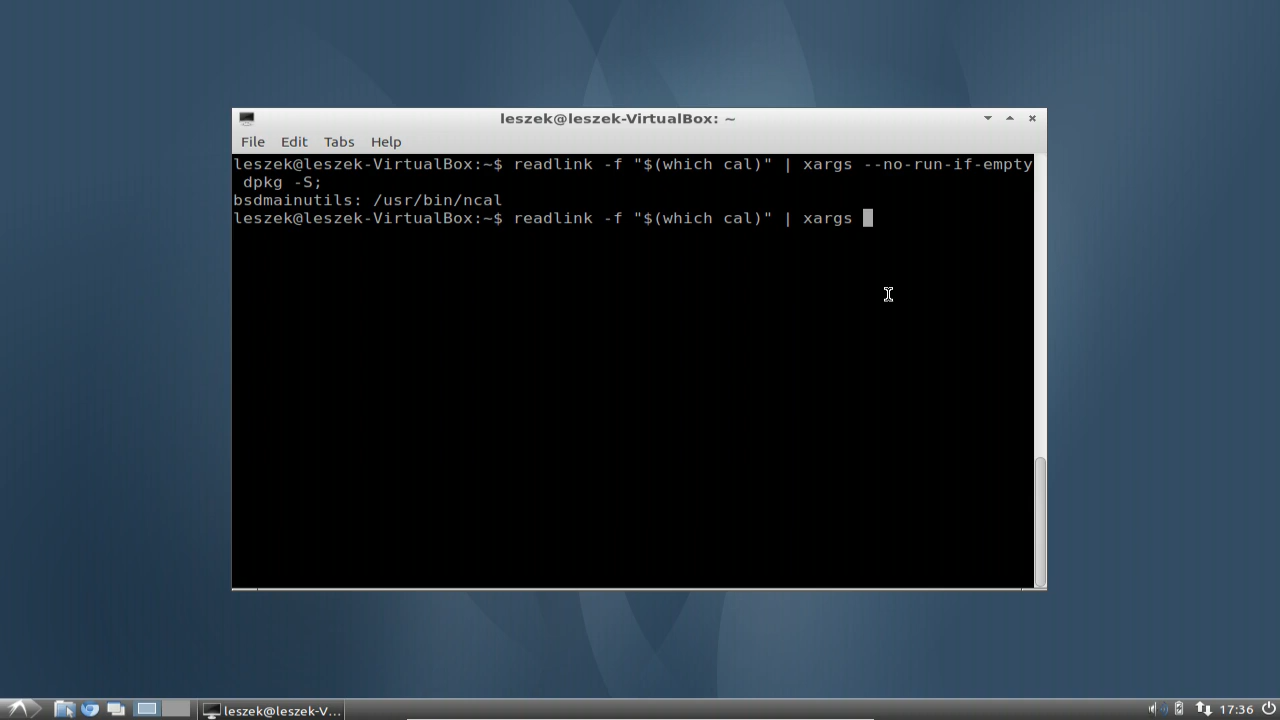 leszek@leszek-VirtualBox: ~
File Edit Tabs Help
leszek@leszek-VirtualBox:~$ readlink -f "$(which cal)" | xargs --no-run-if-empty
dpkg -S;
bsdmainutils: /usr/bin/ncal
leszek@leszek-VirtualBox:~$ readlink -f "$(which cal)" | xargs
leszek@leszek-V... 17:36